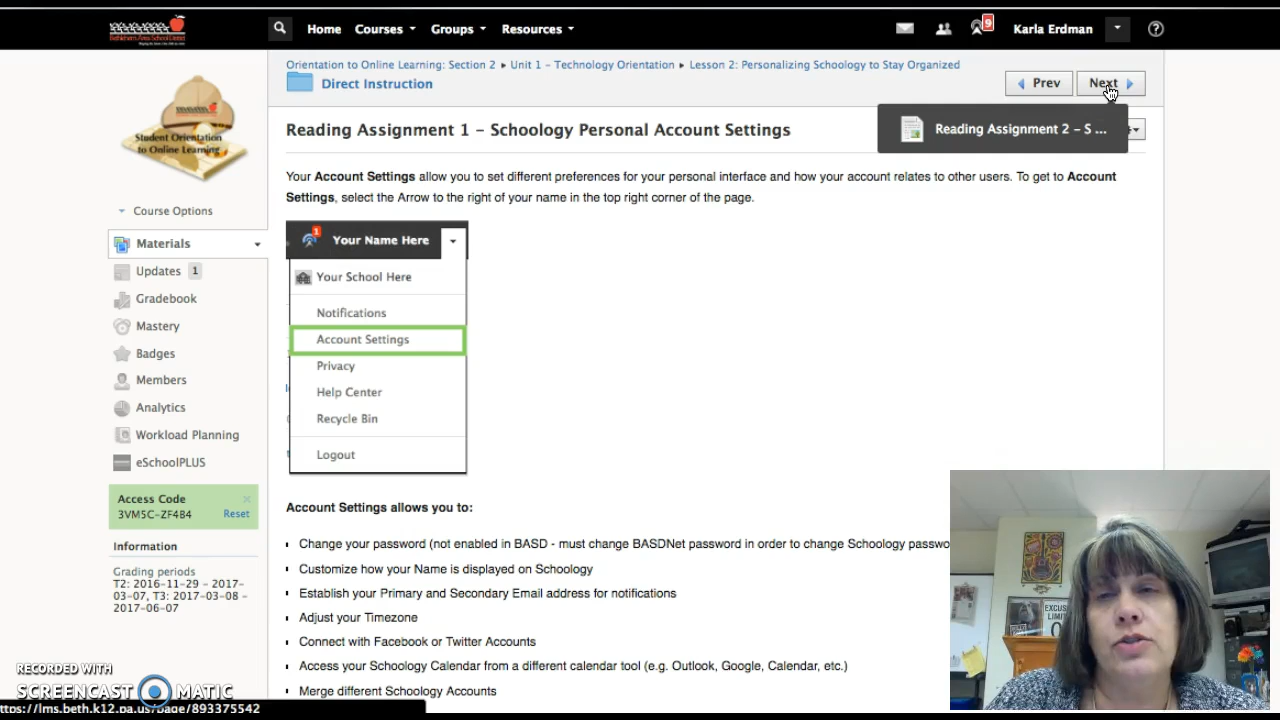 Home Courses Groups Resources 9 Karla Erdman
Orientation to Online Learning: Section 2 ▸ Unit 1 – Technology Orientation ▸ Lesson 2: Personalizing Schoology to Stay Organized
Direct Instruction
Prev Next
Reading Assignment 2 – S ...
Student Orientation
to Online Learning
Course Options
Materials
Updates 1
Gradebook
Mastery
Badges
Members
Analytics
Workload Planning
eSchoolPLUS
Access Code
3VM5C-ZF4B4 Reset
Information
Grading periods
T2: 2016-11-29 - 2017-
03-07, T3: 2017-03-08 -
2017-06-07
Reading Assignment 1 – Schoology Personal Account Settings
Your Account Settings allow you to set different preferences for your personal interface and how your account relates to other users. To get to Account
Settings, select the Arrow to the right of your name in the top right corner of the page.
1 Your Name Here
Your School Here
Notifications
Account Settings
Privacy
Help Center
Recycle Bin
Logout
Account Settings allows you to:
Change your password (not enabled in BASD - must change BASDNet password in order to change Schoology passwo
Customize how your Name is displayed on Schoology
Establish your Primary and Secondary Email address for notifications
Adjust your Timezone
Connect with Facebook or Twitter Accounts
Access your Schoology Calendar from a different calendar tool (e.g. Outlook, Google, Calendar, etc.)
Merge different Schoology Accounts
RECORDED WITH
SCREENCAST MATIC
ttps://lms.beth.k12.pa.us/page/893375542